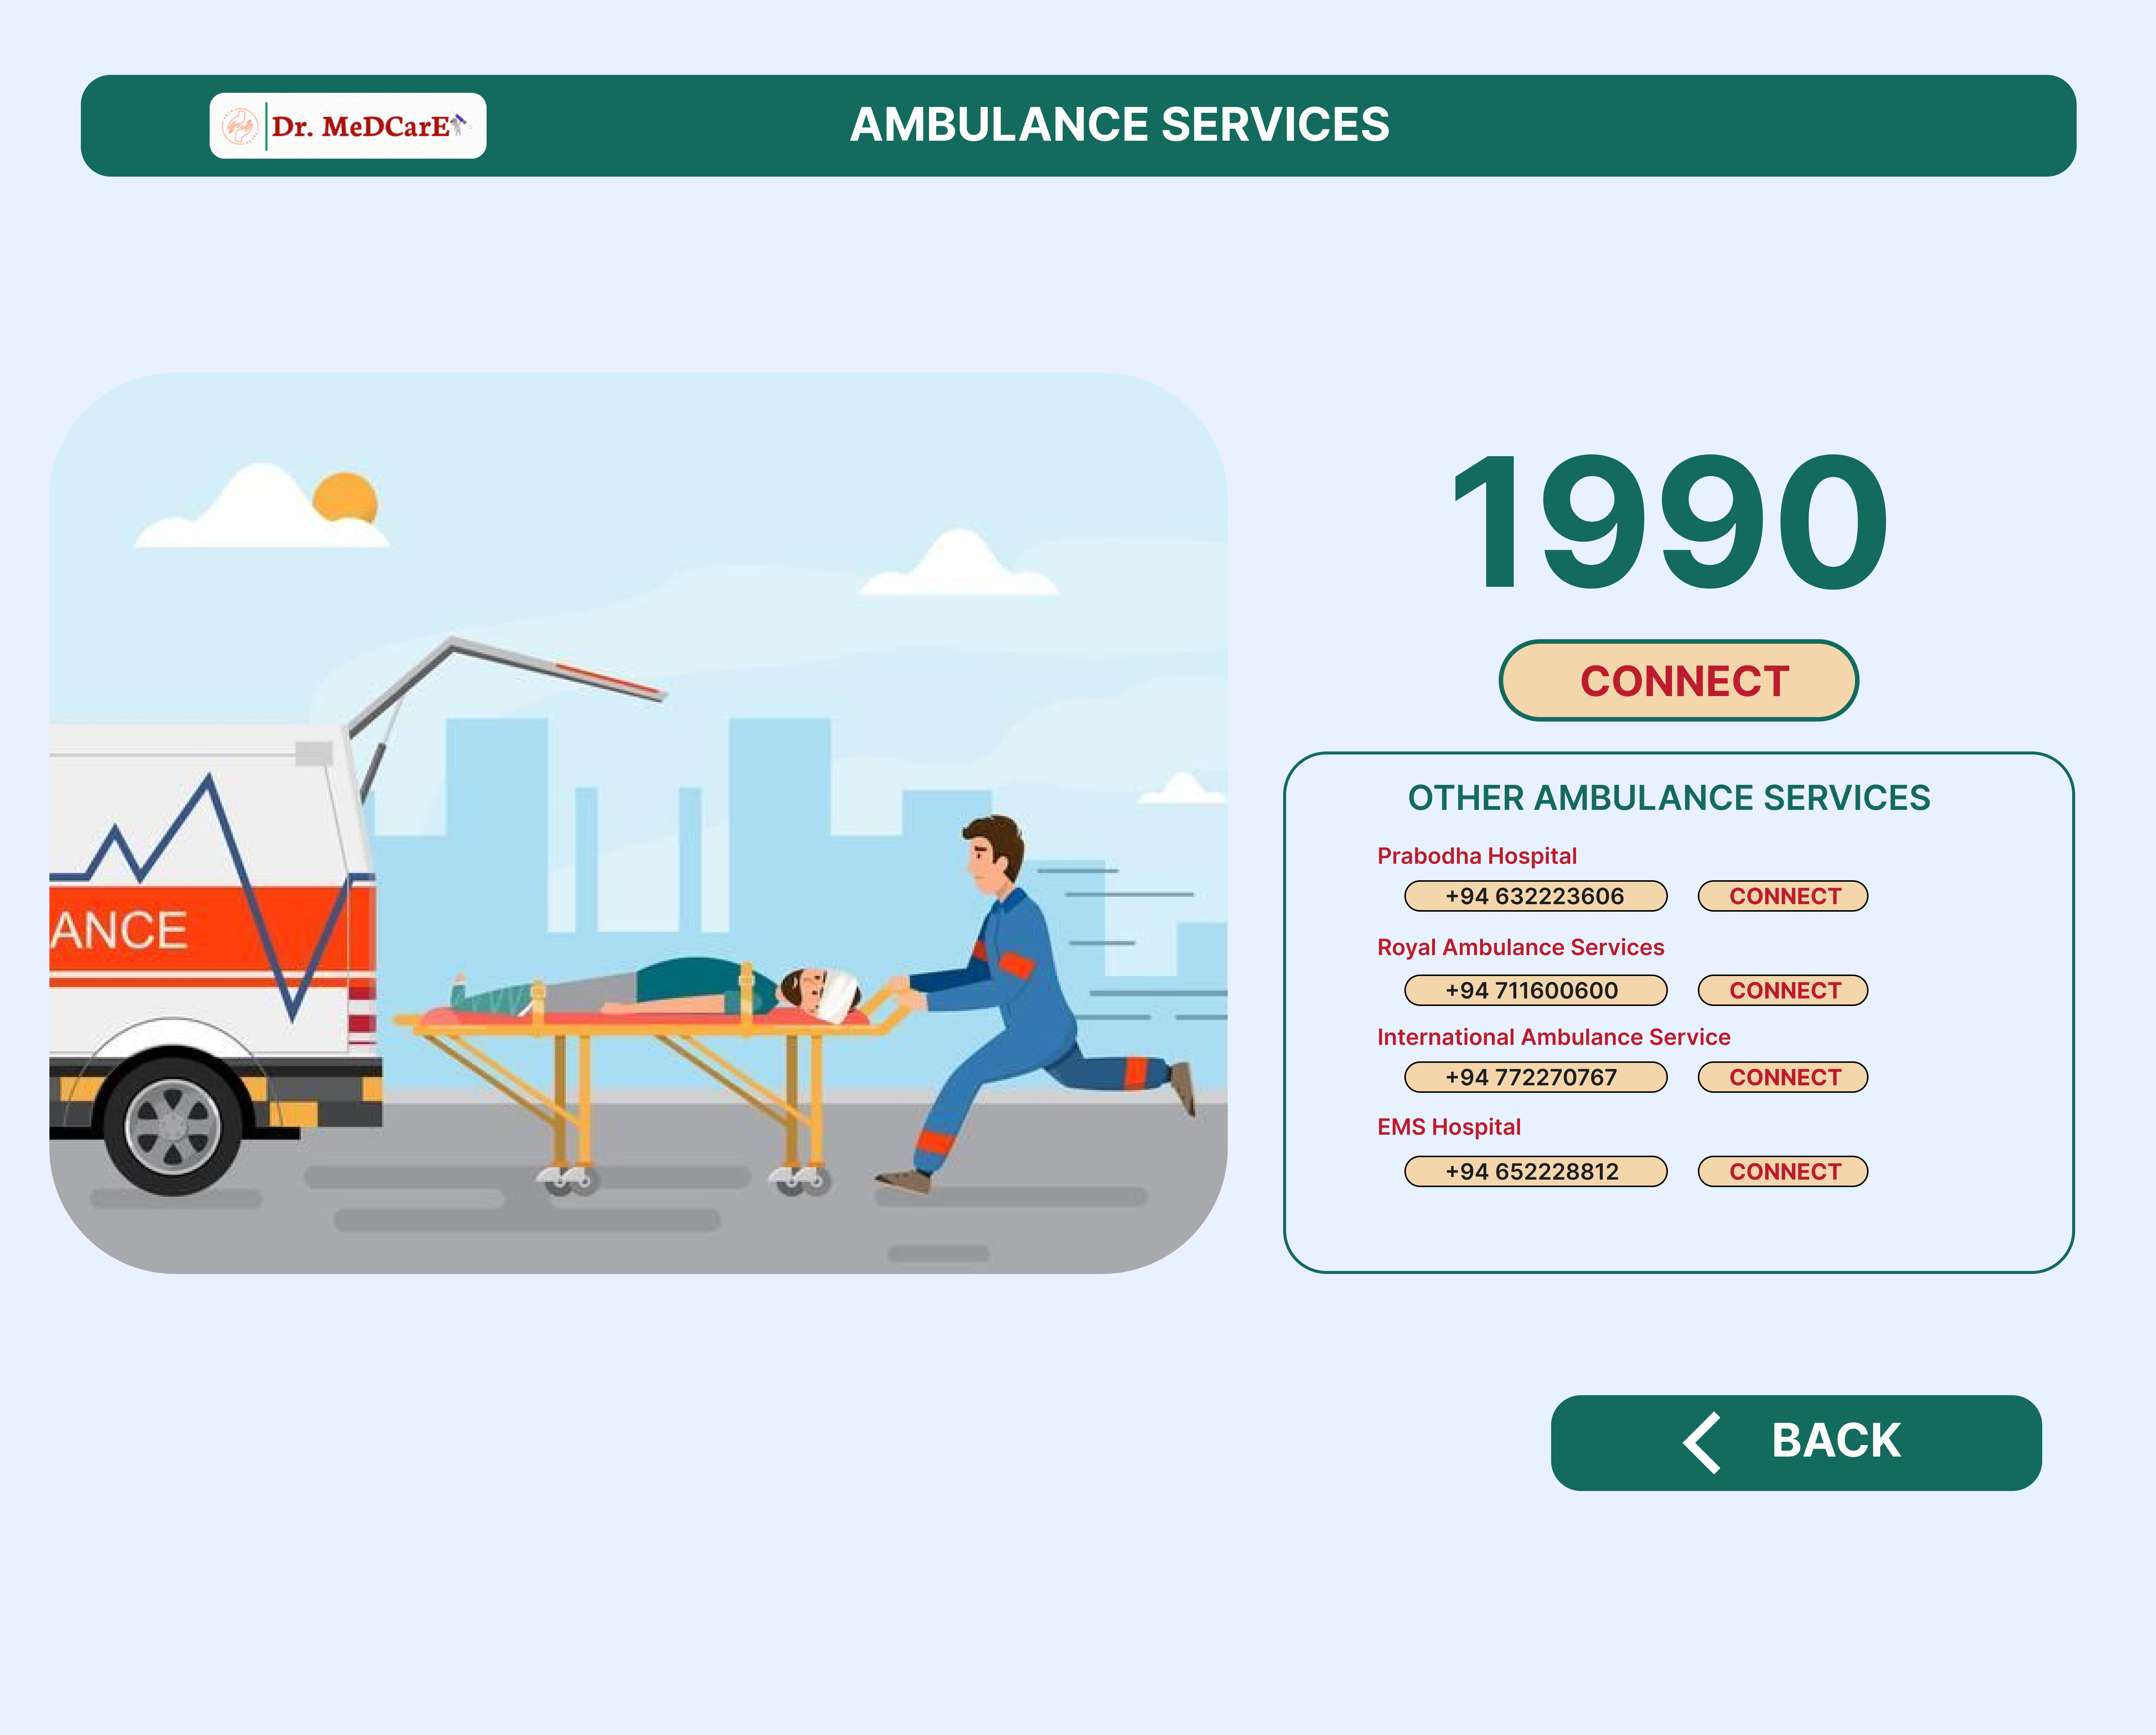 Dr. MeDCarE
AMBULANCE SERVICES
ANCE
1990
CONNECT
OTHER AMBULANCE SERVICES
Prabodha Hospital
+94 632223606 CONNECT
Royal Ambulance Services
+94 711600600 CONNECT
International Ambulance Service
+94 772270767 CONNECT
EMS Hospital
+94 652228812 CONNECT
BACK